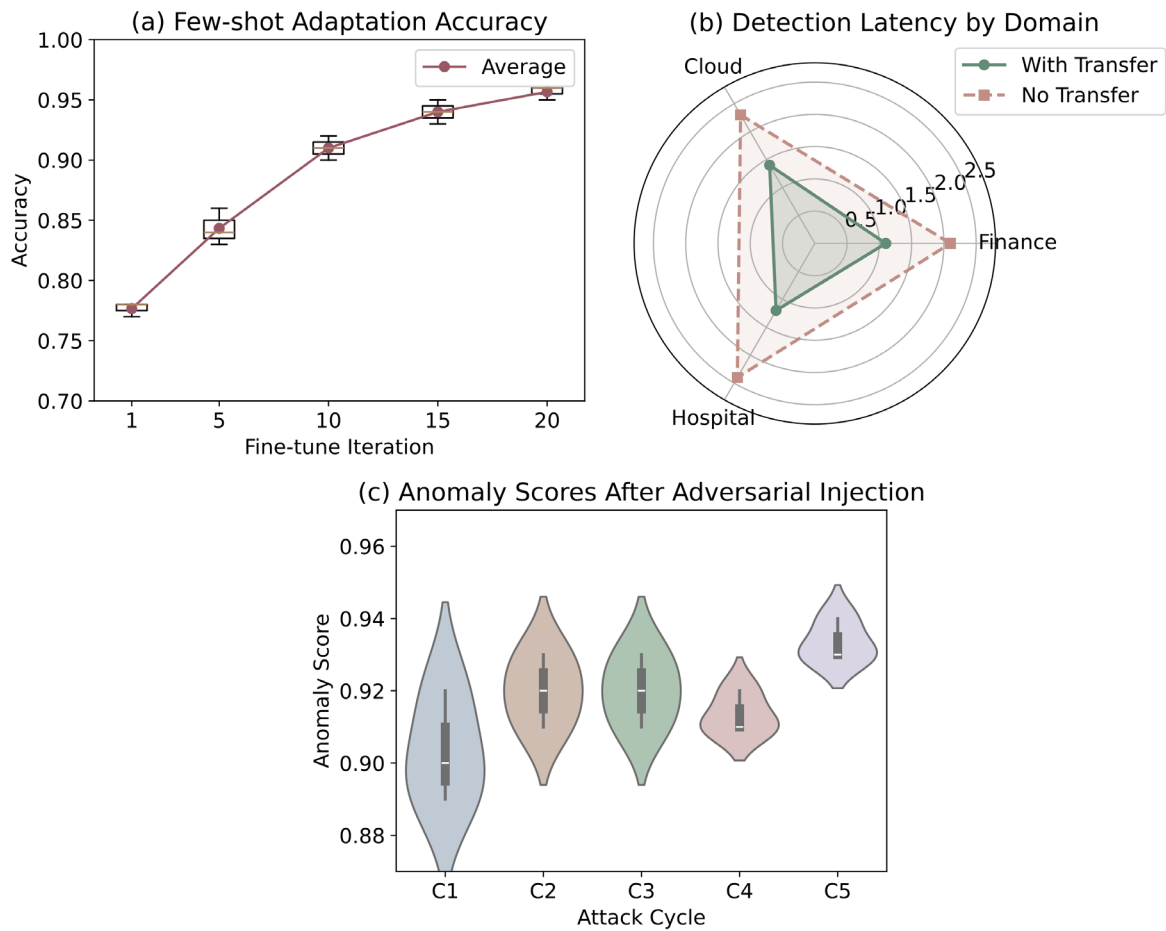 (a) Few-shot Adaptation Accuracy
1.00
0.95
0.90
0.85
0.80
0.75
0.70
Accuracy
Average
1
5
10
15
20
Fine-tune Iteration
(b) Detection Latency by Domain
With Transfer
No Transfer
Cloud
Finance
Hospital
0.5
1.0
1.5
2.0
2.5
(c) Anomaly Scores After Adversarial Injection
0.96
0.94
0.92
0.90
0.88
Anomaly Score
C1
C2
C3
C4
C5
Attack Cycle